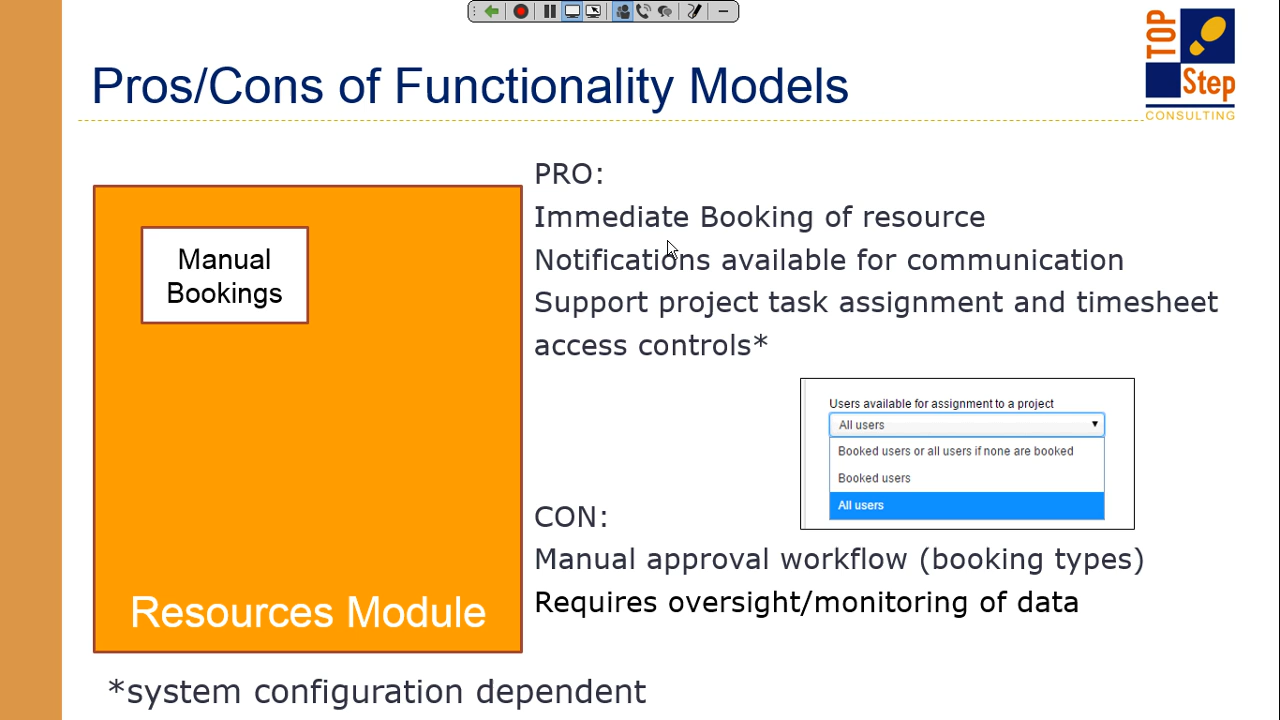 Pros/Cons of Functionality Models
TOP
Step
CONSULTING
Manual
Bookings
Resources Module
PRO:
Immediate Booking of resource
Notifications available for communication
Support project task assignment and timesheet
access controls*
Users available for assignment to a project
All users
Booked users or all users if none are booked
Booked users
All users
CON:
Manual approval workflow (booking types)
Requires oversight/monitoring of data
*system configuration dependent